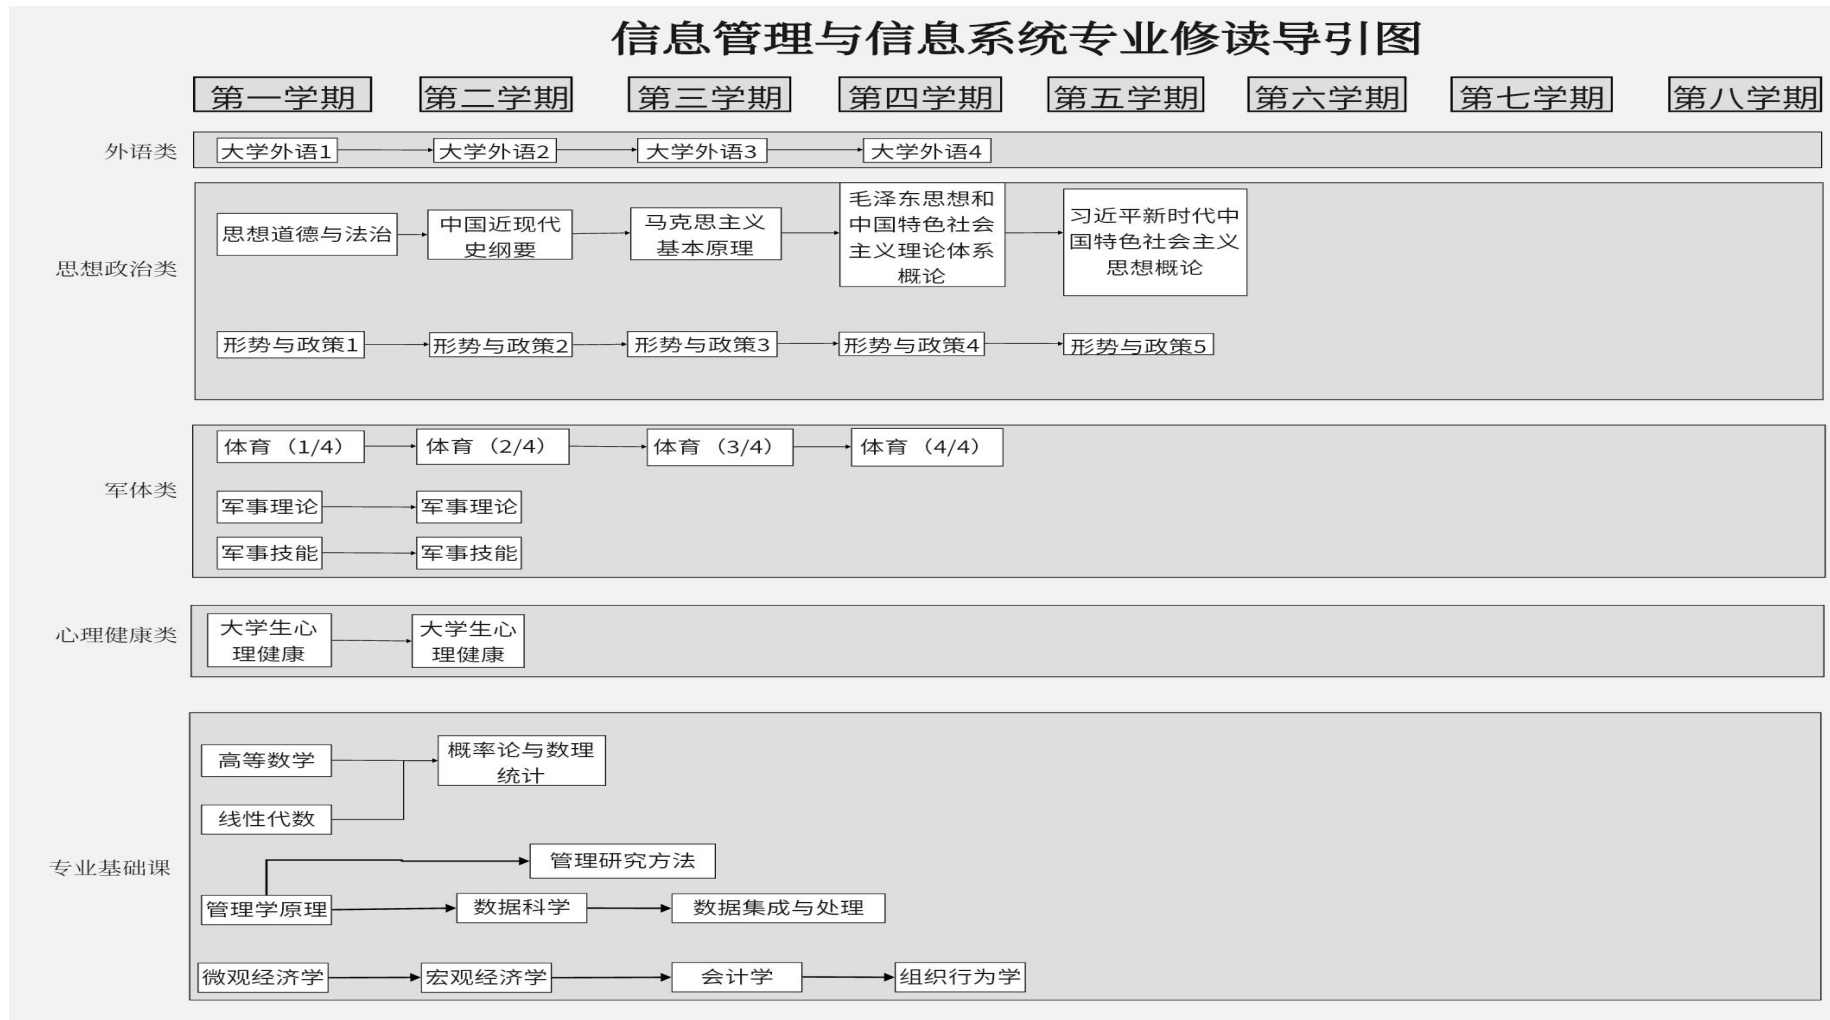 信息管理与信息系统专业修读导引图
第一学期
第二学期
第三学期
第四学期
第五学期
第六学期
第七学期
第八学期
外语类
大学外语1
大学外语2
大学外语3
大学外语4
思想政治类
思想道德与法治
中国近现代
史纲要
马克思主义
基本原理
毛泽东思想和
中国特色社会
主义理论体系
概论
习近平新时代中
国特色社会主义
思想概论
形势与政策1
形势与政策2
形势与政策3
形势与政策4
形势与政策5
军体类
体育（1/4）
体育（2/4）
体育（3/4）
体育（4/4）
军事理论
军事理论
军事技能
军事技能
心理健康类
大学生心
理健康
大学生心
理健康
专业基础课
高等数学
概率论与数理
统计
线性代数
管理研究方法
管理学原理
数据科学
数据集成与处理
微观经济学
宏观经济学
会计学
组织行为学